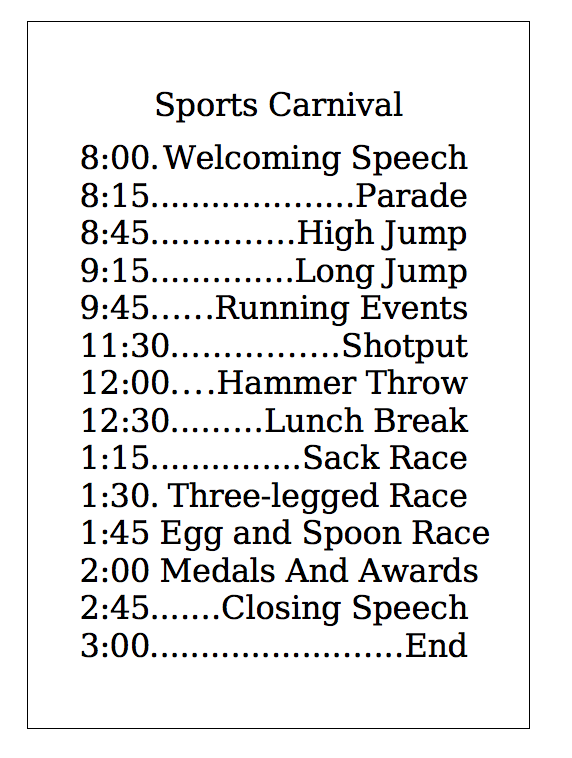 Sports Carnival
8:00. Welcoming Speech
8:15....................Parade
8:45..............High Jump
9:15..............Long Jump
9:45......Running Events
11:30................Shotput
12:00....Hammer Throw
12:30.........Lunch Break
1:15...............Sack Race
1:30. Three-legged Race
1:45 Egg and Spoon Race
2:00 Medals And Awards
2:45.......Closing Speech
3:00.........................End